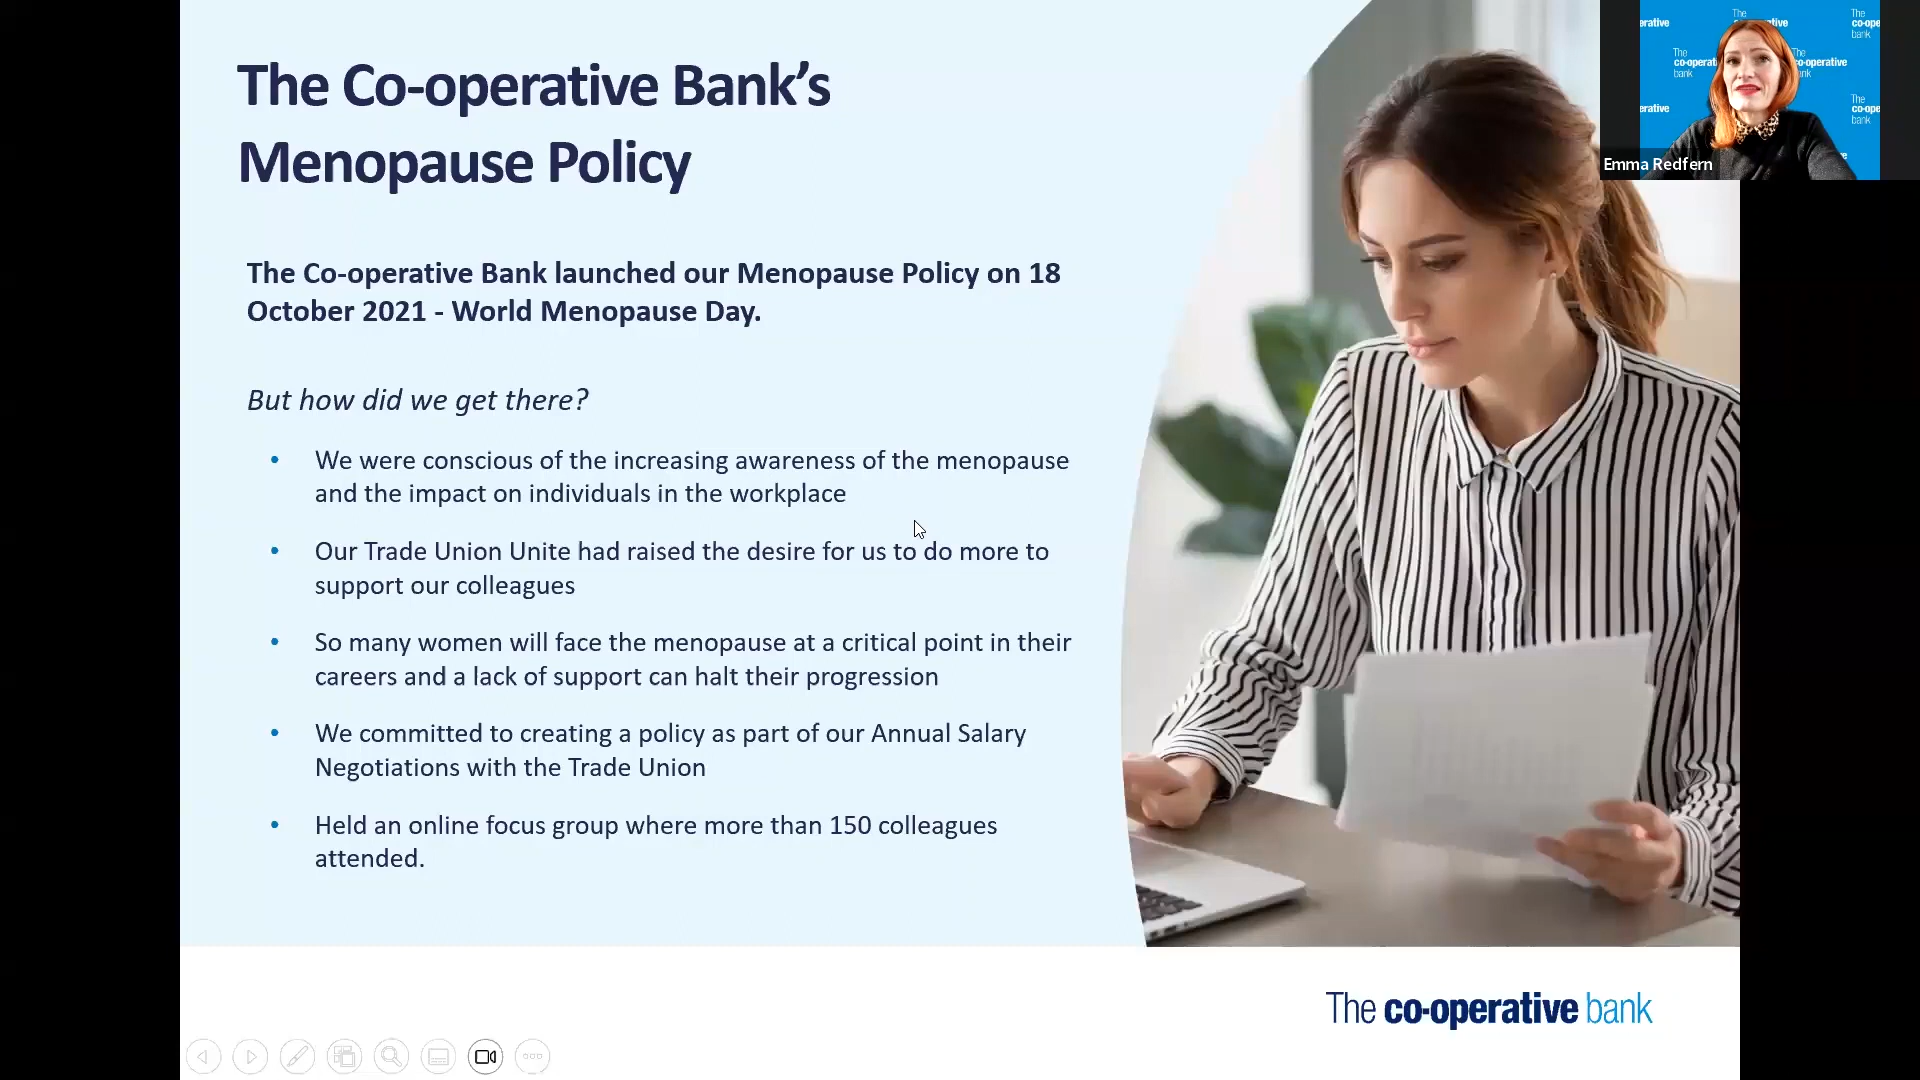 The Co-operative Bank’s
Menopause Policy
The Co-operative Bank launched our Menopause Policy on 18
October 2021 - World Menopause Day.
But how did we get there?
• We were conscious of the increasing awareness of the menopause
and the impact on individuals in the workplace
• Our Trade Union Unite had raised the desire for us to do more to
support our colleagues
• So many women will face the menopause at a critical point in their
careers and a lack of support can halt their progression
• We committed to creating a policy as part of our Annual Salary
Negotiations with the Trade Union
• Held an online focus group where more than 150 colleagues
attended.
The co-operative bank
Emma Redfern
The
co-operative
bank